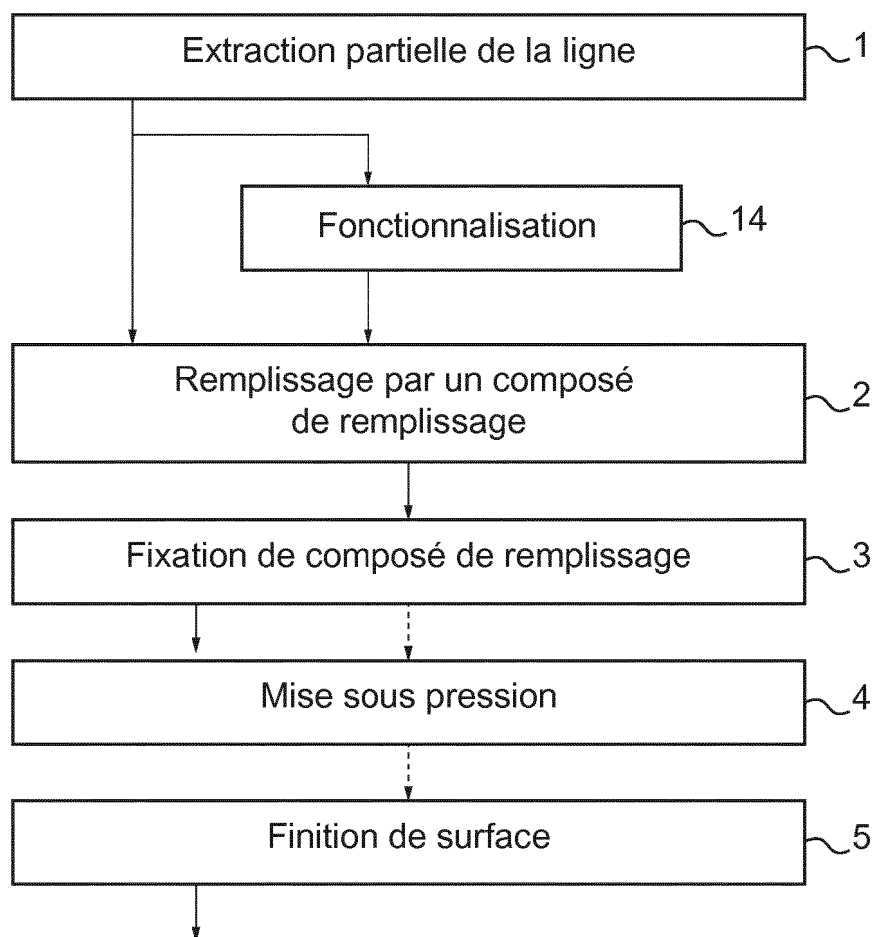 Extraction partielle de la ligne
1
Fonctionnalisation
14
Remplissage par un composé
de remplissage
2
Fixation de composé de remplissage
3
Mise sous pression
4
Finition de surface
5